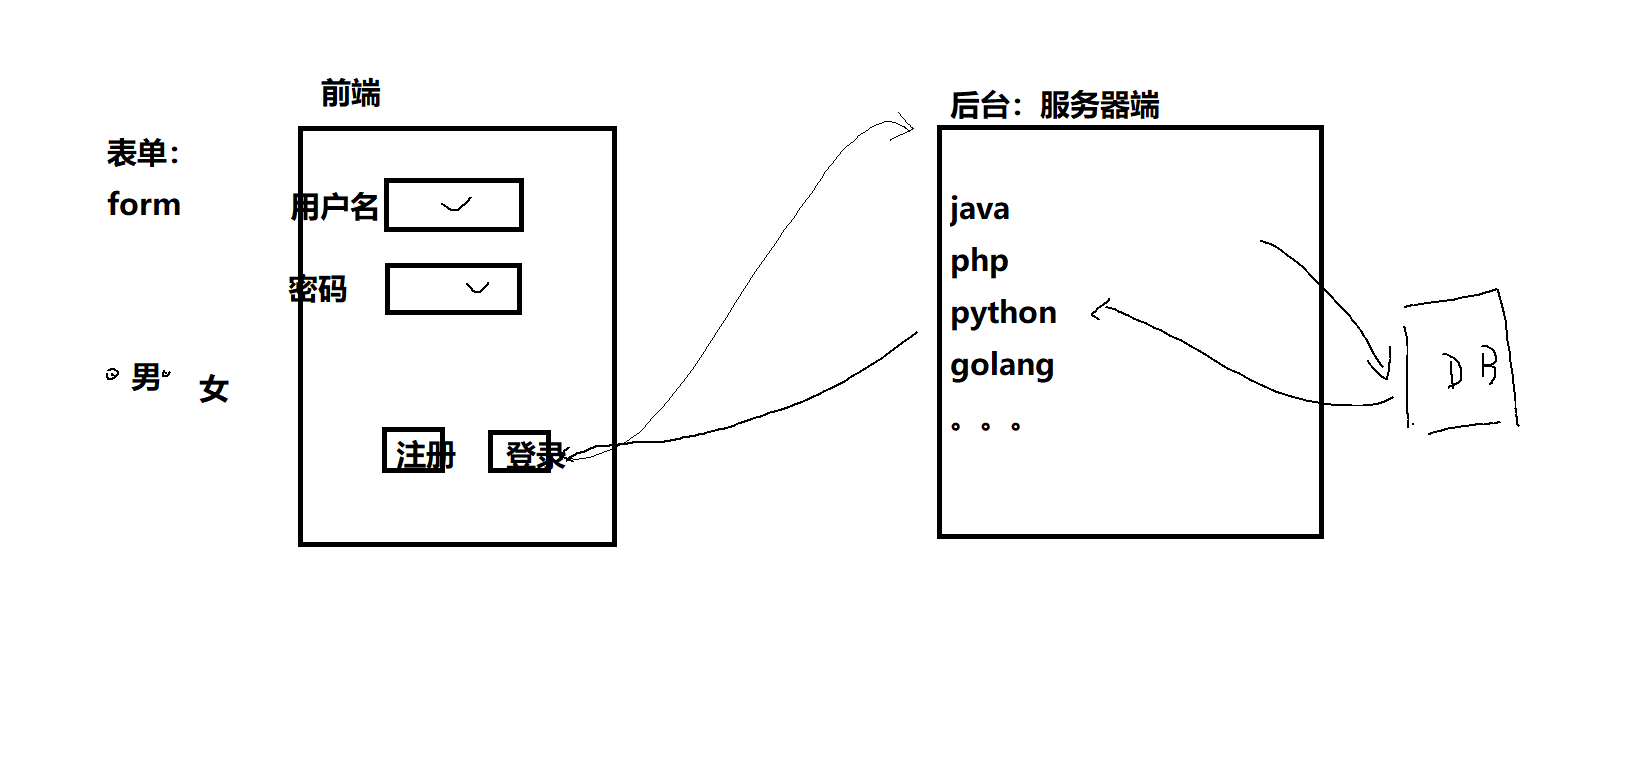 前端
表单：
form
用户名
密码
男
女
注册
登录
后台：服务器端
java
php
python
golang
。。。
DB